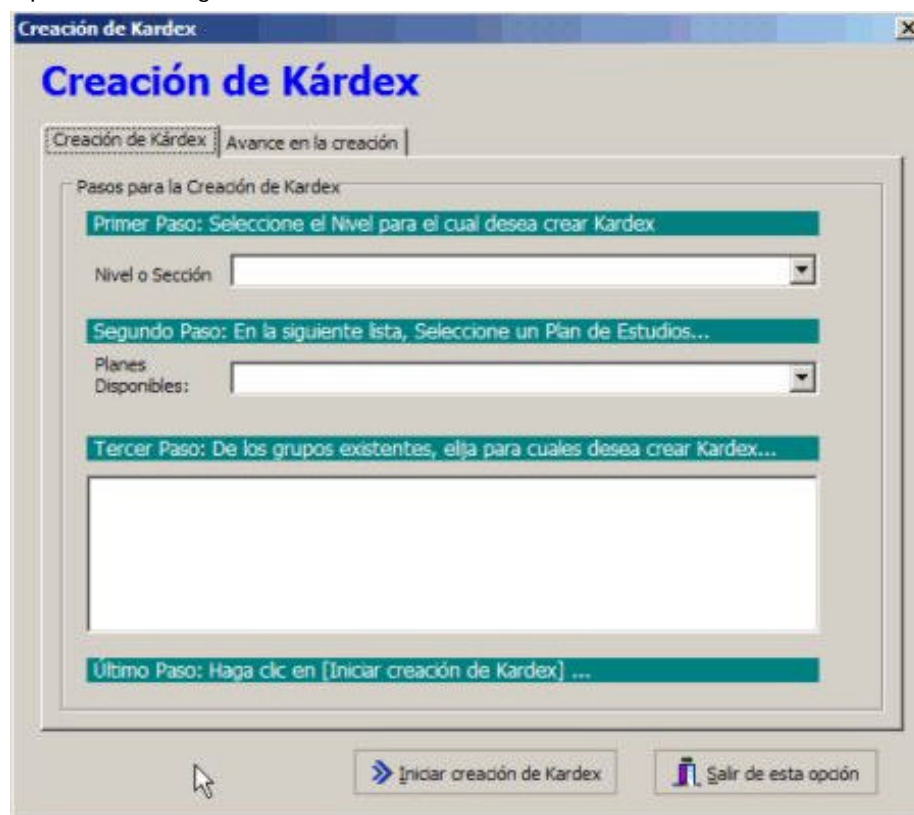 Creación de Kardex
Creación de Kárdex
Creación de Kárdex
Avance en la creación
Pasos para la Creación de Kardex
Primer Paso: Seleccione el Nivel para el cual desea crear Kardex
Nivel o Sección
Segundo Paso: En la siguiente lista, Seleccione un Plan de Estudios...
Planes
Disponibles:
Tercer Paso: De los grupos existentes, elija para cuales desea crear Kardex...
Último Paso: Haga clic en [Iniciar creación de Kardex] ...
Iniciar creación de Kardex
Salir de esta opción